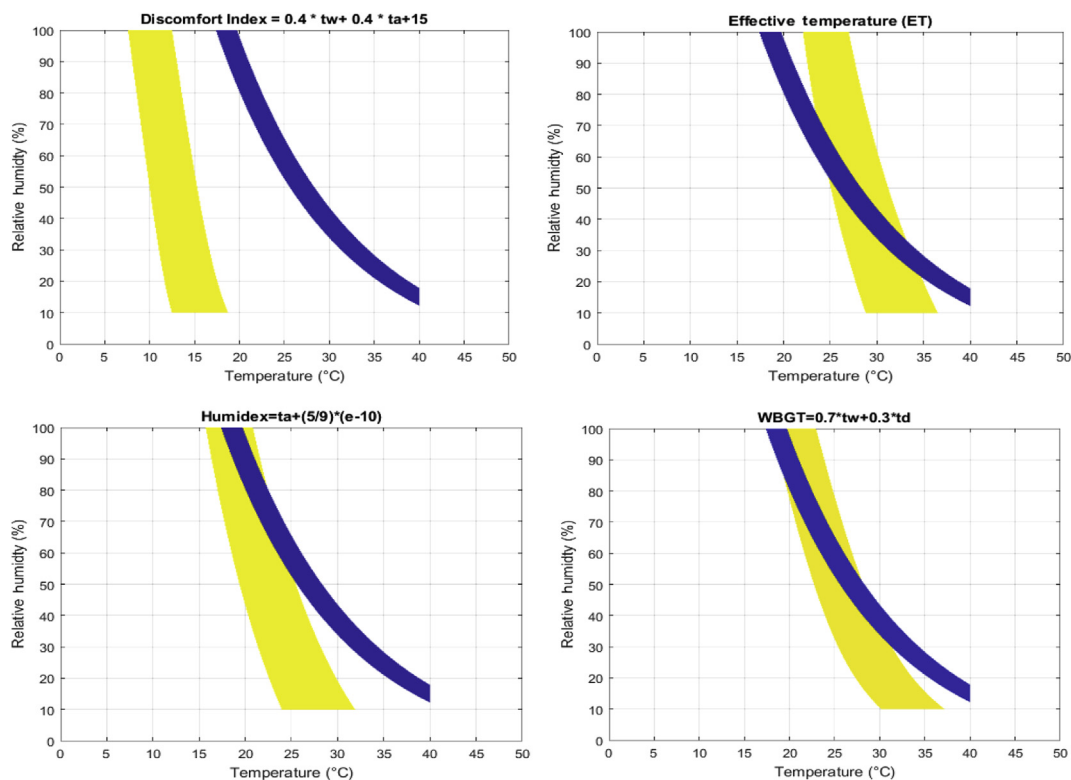 Discomfort Index = 0.4 * tw+ 0.4 * ta+15
100
90
80
70
60
50
40
30
20
10
0
Relative humidty (%)
0 5 10 15 20 25 30 35 40 45 50
Temperature (°C)
Effective temperature (ET)
100
90
80
70
60
50
40
30
20
10
0
Relative humidty (%)
0 5 10 15 20 25 30 35 40 45 50
Temperature (°C)
Humidex=ta+(5/9)*(e-10)
100
90
80
70
60
50
40
30
20
10
0
Relative humidty (%)
0 5 10 15 20 25 30 35 40 45 50
Temperature (°C)
WBGT=0.7*tw+0.3*td
100
90
80
70
60
50
40
30
20
10
0
Relative humidty (%)
0 5 10 15 20 25 30 35 40 45 50
Temperature (°C)